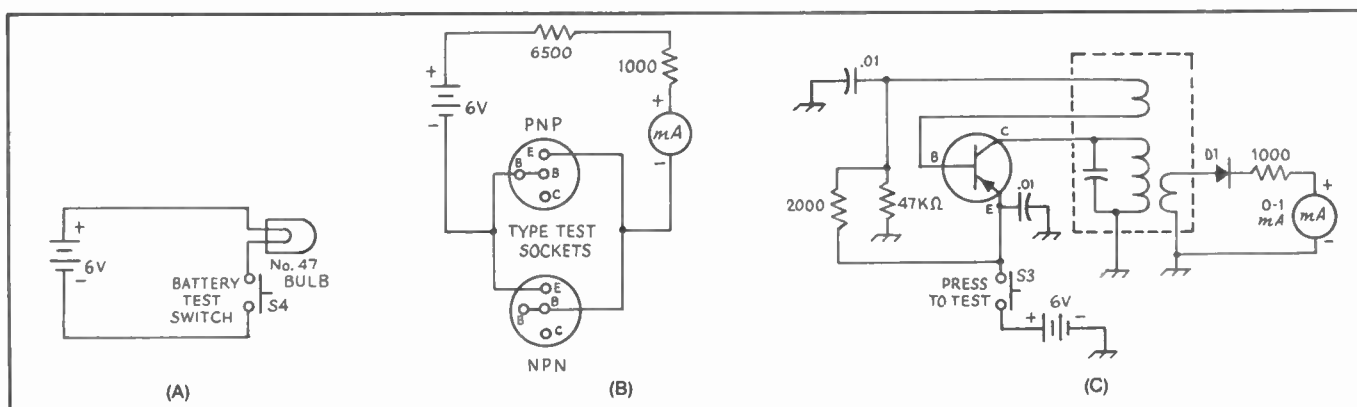 +
6V
-
No. 47
BULB
BATTERY
TEST
SWITCH
S4
(A)
6500
1000
+
6V
-
+
mA
-
PNP
E
B
B
C
TYPE TEST
SOCKETS
E
B
B
C
NPN
(B)
.01
C
B
E
.01
2000
47KΩ
D1
1000
0-1
mA
+
mA
-
PRESS
TO TEST
S3
6V
+
-
(C)